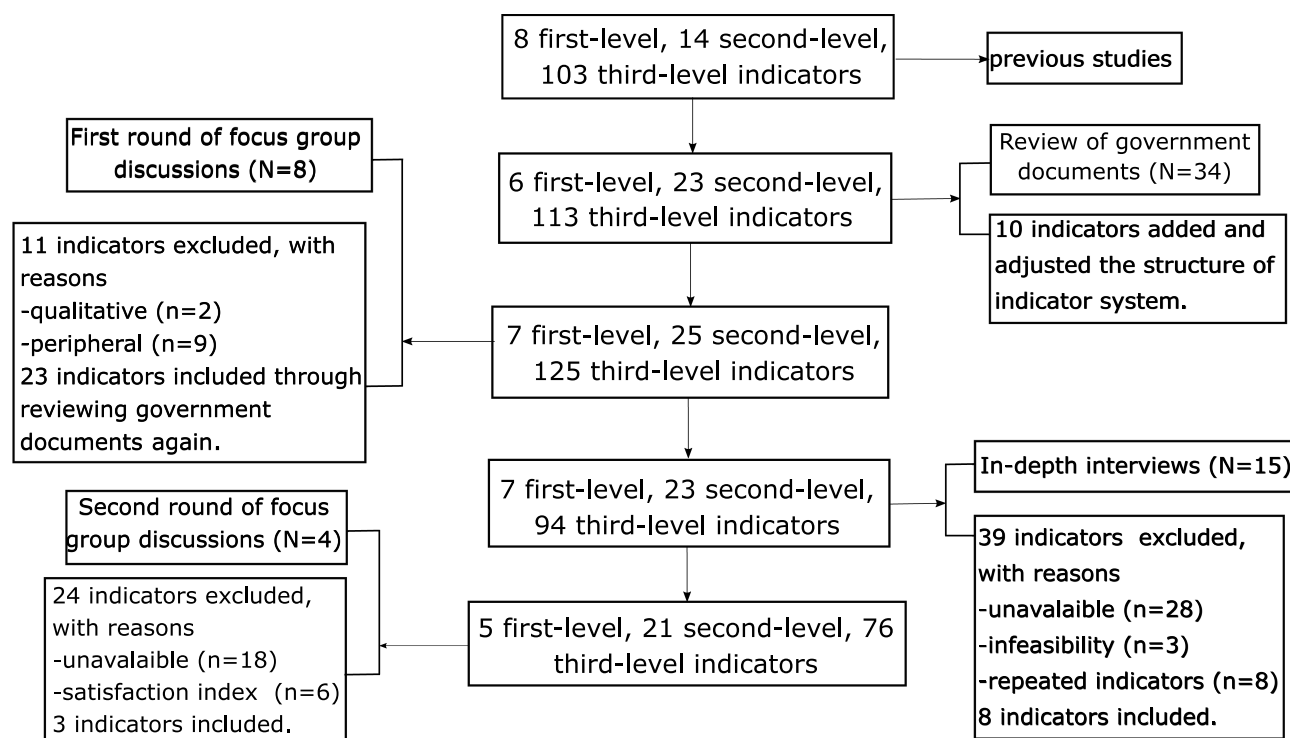 8 first-level, 14 second-level,
103 third-level indicators
previous studies
First round of focus group
discussions (N=8)
Review of government
documents (N=34)
6 first-level, 23 second-level,
113 third-level indicators
10 indicators added and
adjusted the structure of
indicator system.
11 indicators excluded, with
reasons
-qualitative (n=2)
-peripheral (n=9)
23 indicators included through
reviewing government
documents again.
7 first-level, 25 second-level,
125 third-level indicators
In-depth interviews (N=15)
7 first-level, 23 second-level,
94 third-level indicators
Second round of focus
group discussions (N=4)
39 indicators excluded,
with reasons
-unavalaible (n=28)
-infeasibility (n=3)
-repeated indicators (n=8)
8 indicators included.
24 indicators excluded,
with reasons
-unavalaible (n=18)
-satisfaction index (n=6)
3 indicators included.
5 first-level, 21 second-level, 76
third-level indicators